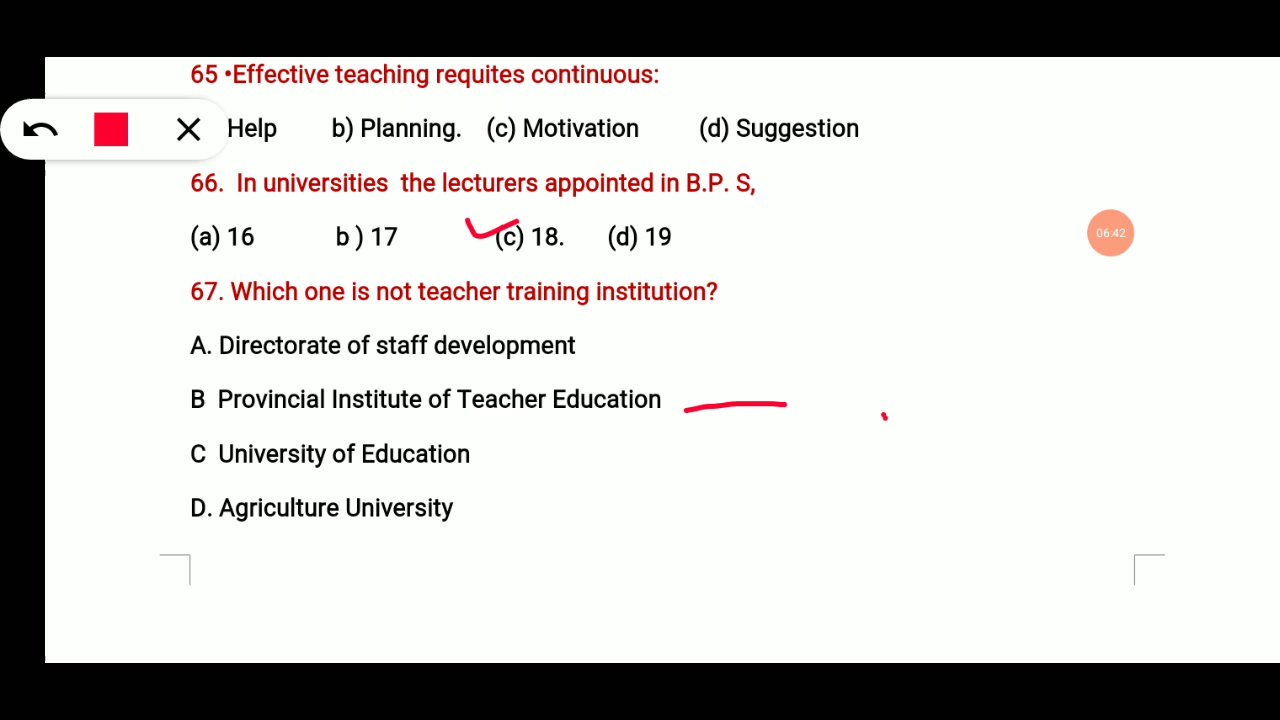 65 •Effective teaching requites continuous:
Help b) Planning. (c) Motivation (d) Suggestion
66. In universities the lecturers appointed in B.P. S,
(a) 16 b ) 17 (c) 18. (d) 19
06:42
67. Which one is not teacher training institution?
A. Directorate of staff development
B Provincial Institute of Teacher Education
C University of Education
D. Agriculture University